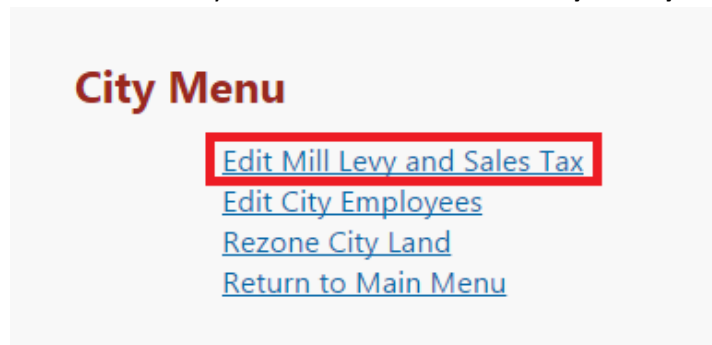 City Menu
Edit Mill Levy and Sales Tax
Edit City Employees
Rezone City Land
Return to Main Menu